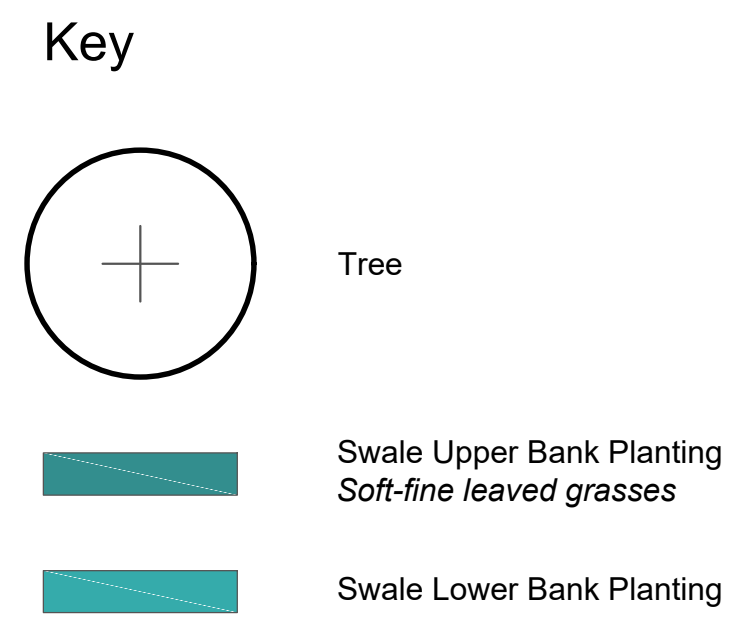 Key
Tree
Swale Upper Bank Planting
Soft-fine leaved grasses
Swale Lower Bank Planting